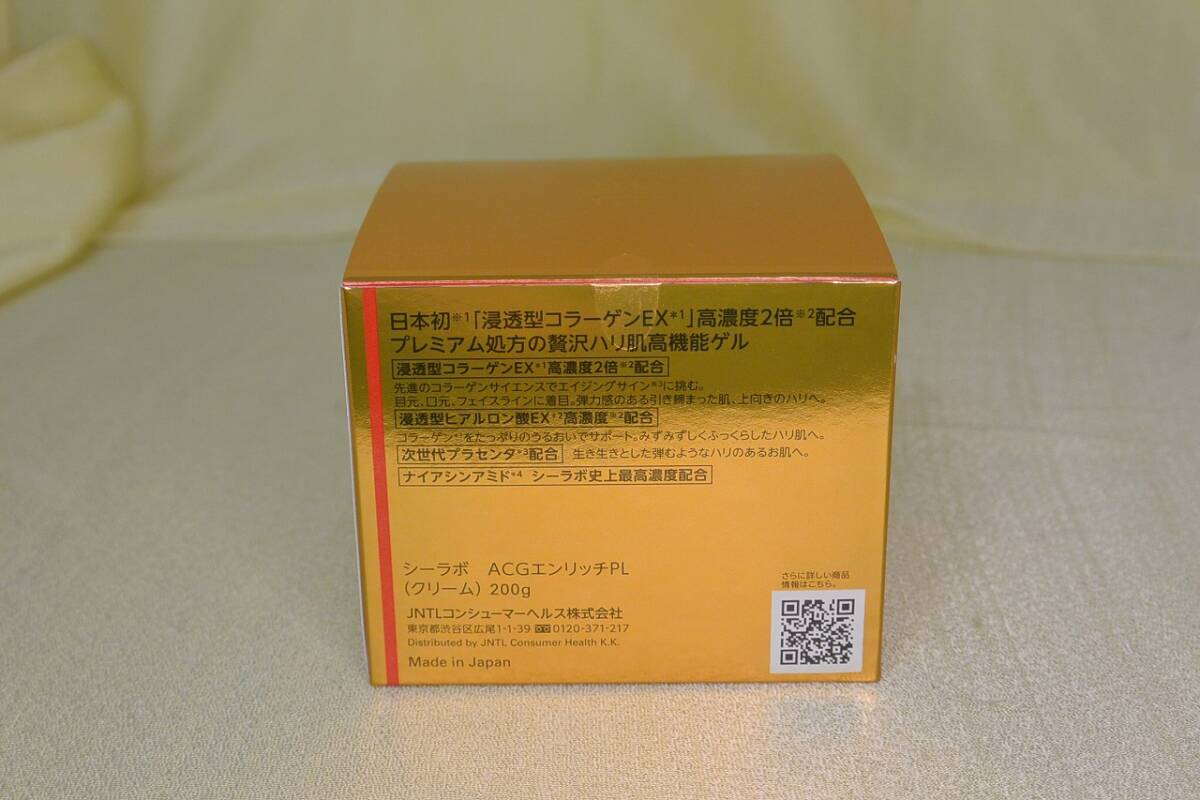 日本初※1「浸透型コラーゲンEX*1」高濃度2倍※2配合
プレミアム処方の贅沢ハリ肌高機能ゲル
浸透型コラーゲンEX*1高濃度2倍※2配合
先進のコラーゲンサイエンスでエイジングサイン※3に挑む。
目元、口元、フェイスラインに着目。弾力感のある引き締まった肌、上向きのハリへ。
浸透型ヒアルロン酸EX*2高濃度※2配合
コラーゲン*1をたっぷりのうるおいでサポート。みずみずしくふっくらしたハリ肌へ。
次世代プラセンタ*3配合 生き生きとした弾むようなハリのあるお肌へ。
ナイアシンアミド*4 シーラボ史上最高濃度配合
シーラボ ACGエンリッチPL
(クリーム) 200g
JNTLコンシューマーヘルス株式会社
東京都渋谷区広尾1-1-39 0120-371-217
Distributed by JNTL Consumer Health K.K.
Made in Japan
さらに詳しい商品
情報はこちら。